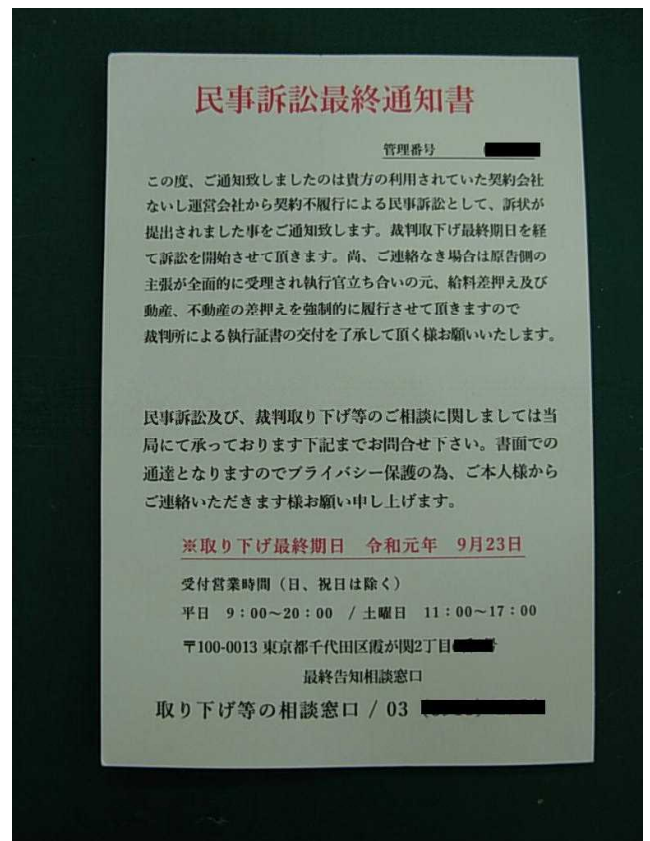 民事訴訟最終通知書
管理番号
この度、ご通知致しましたのは貴方の利用されていた契約会社
ないし運営会社から契約不履行による民事訴訟として、訴状が
提出されました事をご通知致します。裁判取下げ最終期日を経
て訴訟を開始させて頂きます。尚、ご連絡なき場合は原告側の
主張が全面的に受理され執行官立ち合いの元、給料差押え及び
動産、不動産の差押えを強制的に履行させて頂きますので
裁判所による執行証書の交付を了承して頂く様お願いいたします。
民事訴訟及び、裁判取り下げ等のご相談に関しましては当
局にて承っております下記までお問合せ下さい。書面での
通達となりますのでプライバシー保護の為、ご本人様から
ご連絡いただきます様お願い申し上げます。
※取り下げ最終期日 令和元年 9月23日
受付営業時間（日、祝日は除く）
平日 9：00～20：00 / 土曜日 11：00～17：00
〒100-0013 東京都千代田区霞が関2丁目
最終告知相談窓口
取り下げ等の相談窓口 / 03